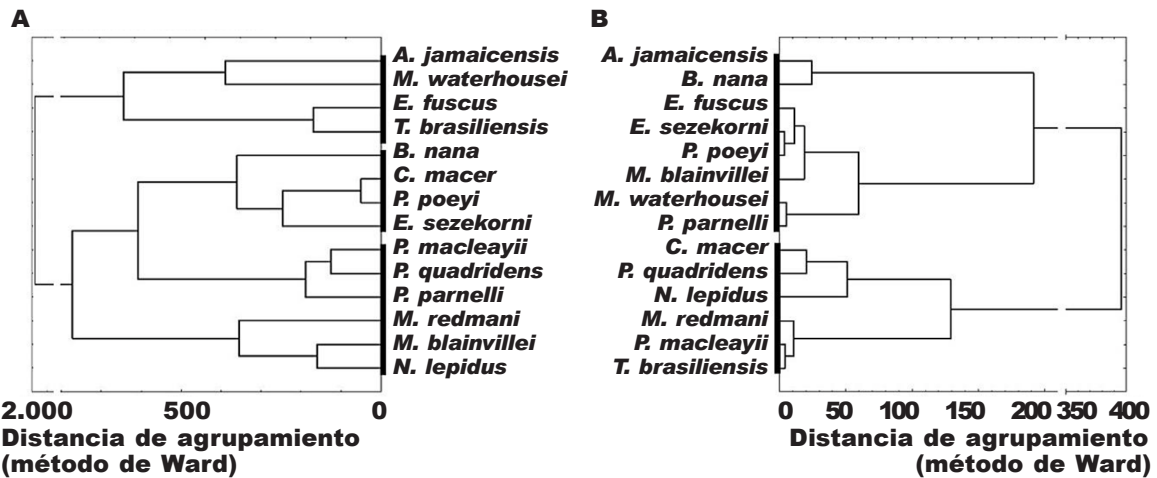 A
A. jamaicensis
M. waterhousei
E. fuscus
T. brasiliensis
B. nana
C. macer
P. poeyi
E. sezekorni
P. macleayii
P. quadridens
P. parnelli
M. redmani
M. blainvillei
N. lepidus
2.000 500 0
Distancia de agrupamiento
(método de Ward)
B
A. jamaicensis
B. nana
E. fuscus
E. sezekorni
P. poeyi
M. blainvillei
M. waterhousei
P. parnelli
C. macer
P. quadridens
N. lepidus
M. redmani
P. macleayii
T. brasiliensis
0 50 100 150 200 350 400
Distancia de agrupamiento
(método de Ward)